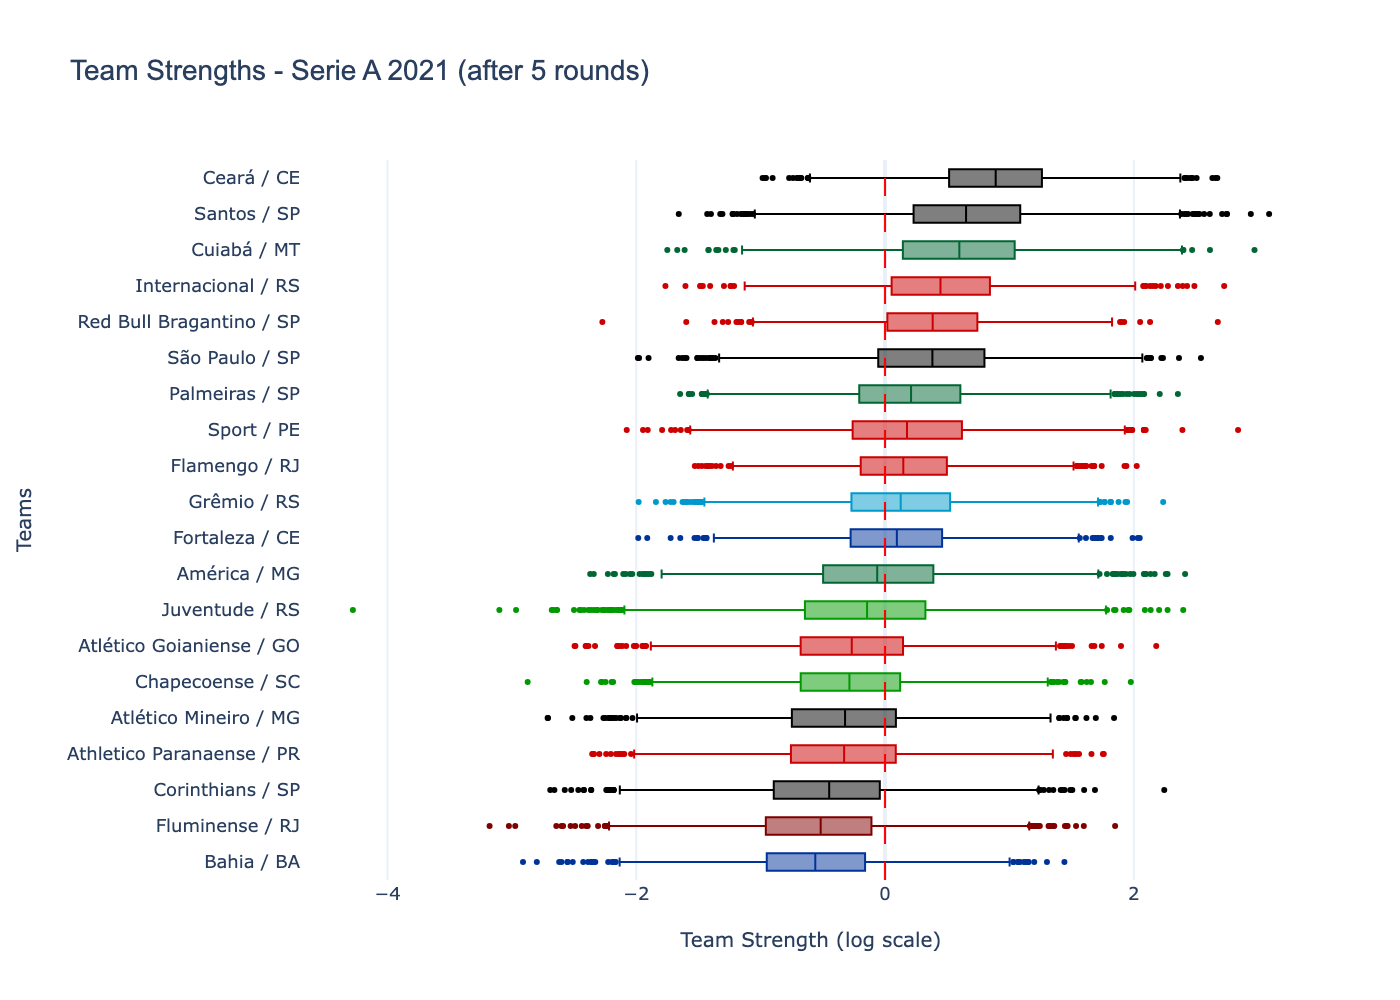 Team Strengths - Serie A 2021 (after 5 rounds)
Teams
Ceará / CE
Santos / SP
Cuiabá / MT
Internacional / RS
Red Bull Bragantino / SP
São Paulo / SP
Palmeiras / SP
Sport / PE
Flamengo / RJ
Grêmio / RS
Fortaleza / CE
América / MG
Juventude / RS
Atlético Goianiense / GO
Chapecoense / SC
Atlético Mineiro / MG
Athletico Paranaense / PR
Corinthians / SP
Fluminense / RJ
Bahia / BA
−4 −2 0 2
Team Strength (log scale)